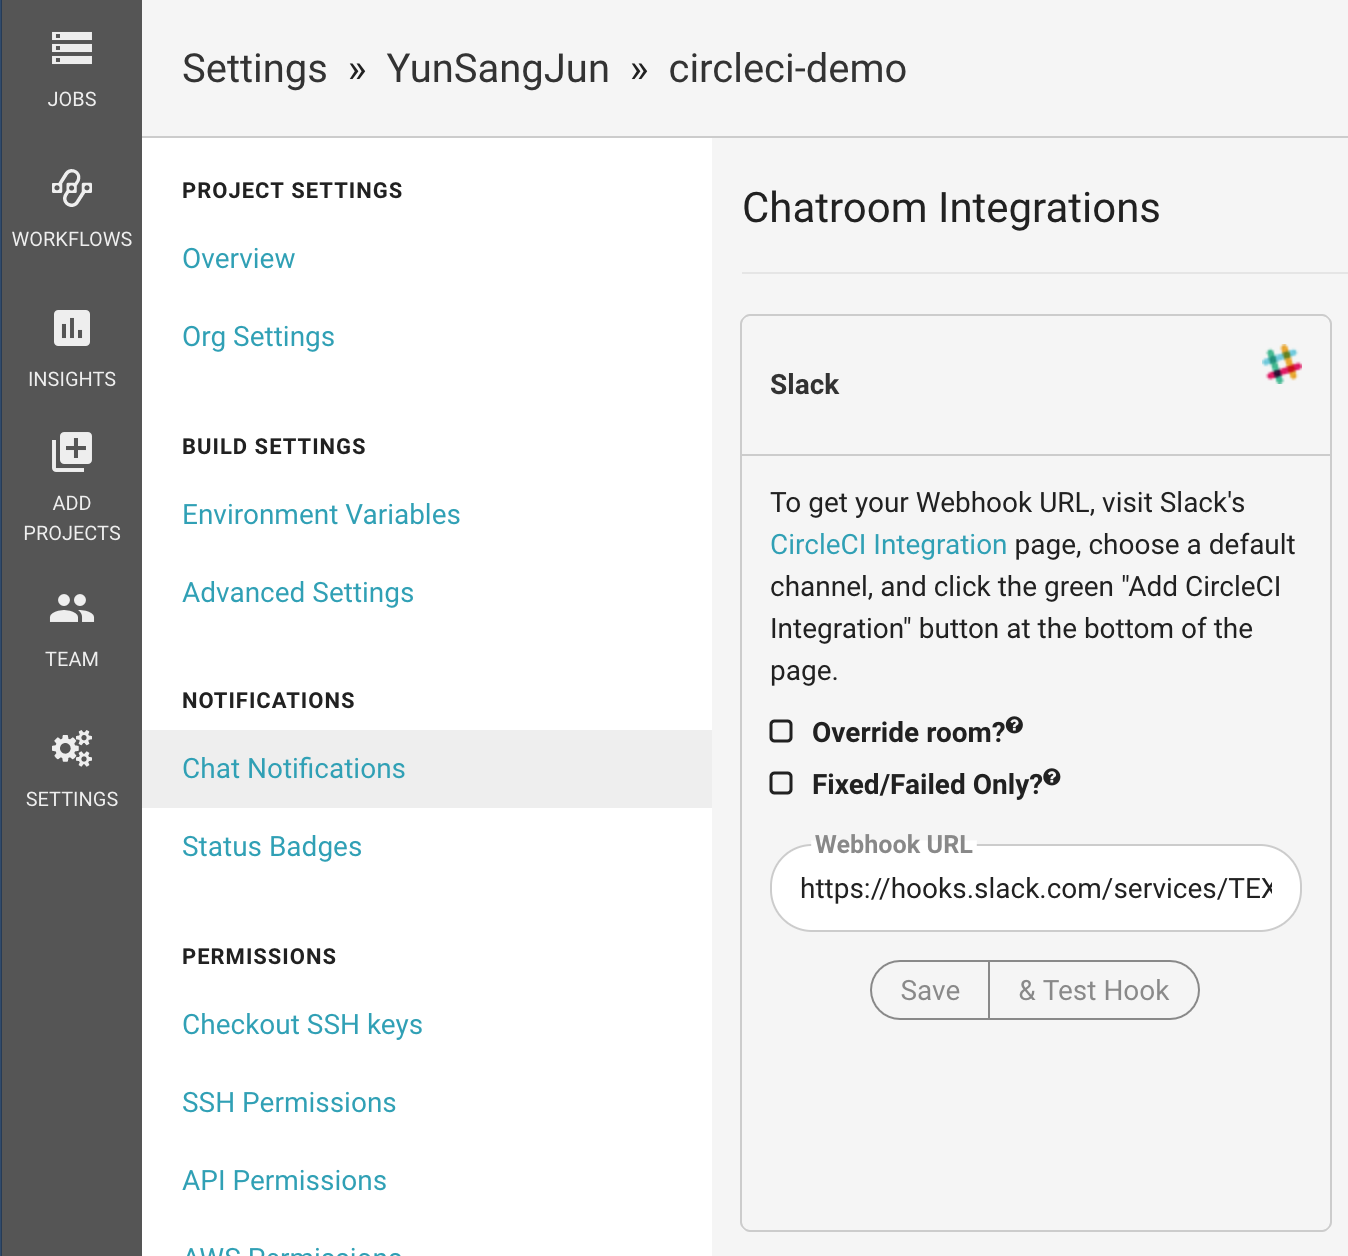 JOBS
WORKFLOWS
INSIGHTS
ADD
PROJECTS
TEAM
SETTINGS
Settings » YunSangJun » circleci-demo
PROJECT SETTINGS
Overview
Org Settings
BUILD SETTINGS
Environment Variables
Advanced Settings
NOTIFICATIONS
Chat Notifications
Status Badges
PERMISSIONS
Checkout SSH keys
SSH Permissions
API Permissions
AWS Permissions
Chatroom Integrations
Slack
To get your Webhook URL, visit Slack's
CircleCI Integration page, choose a default
channel, and click the green "Add CircleCI
Integration" button at the bottom of the
page.
Override room?
Fixed/Failed Only?
Webhook URL
https://hooks.slack.com/services/TEX
Save & Test Hook